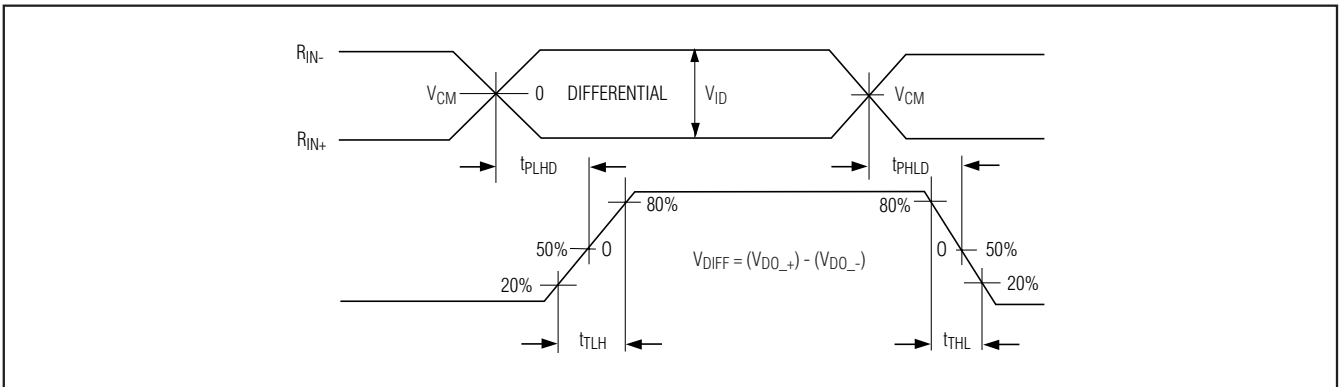 RIN-
VCM 0 DIFFERENTIAL VID VCM
RIN+
tPLHD tPHLD
80% 80%
50% 0 VDIFF = (VDO_+) - (VDO_-) 0 50%
20% 20%
tTLH tTHL